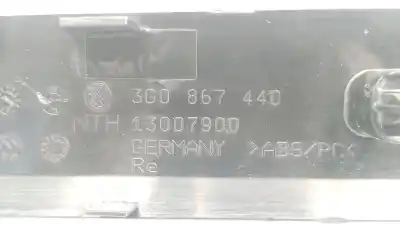 3G0 867 440
MTH 13007900
GERMANY >ABS/PC<
Re